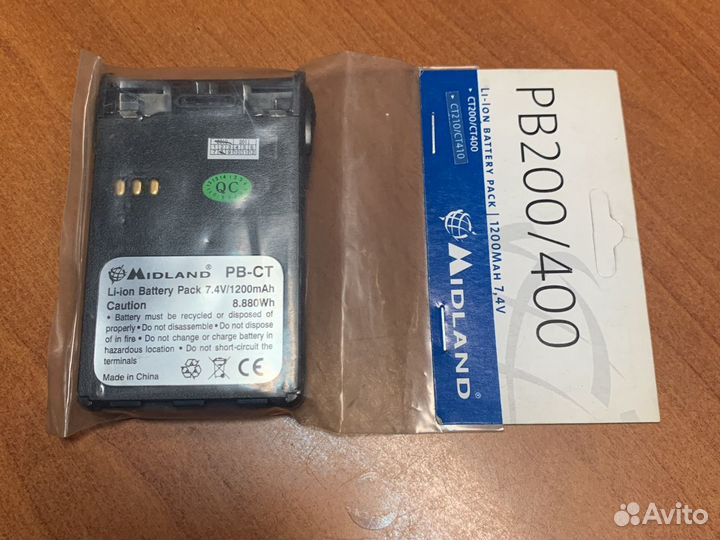 QC
MIDLAND® PB-CT
Li-ion Battery Pack 7.4V/1200mAh
Caution 8.880Wh
• Battery must be recycled or disposed of
properly • Do not disassemble • Do not dispose
of in fire • Do not change or charge battery in
hazardous location • Do not short-circuit the
terminals
Made in China
CE
PB200/400
LI-ION BATTERY PACK | 1200MAH 7,4V
▸ CT200/CT400
▸ CT210/CT410
MIDLAND®
Avito